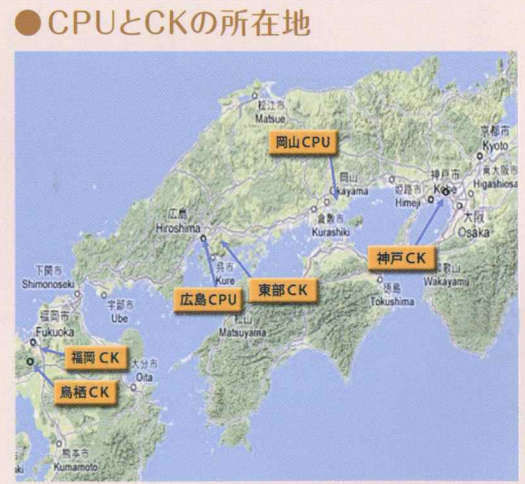 ●CPUとCKの所在地
松江市
Matsue
京都市
Kyoto
岡山CPU
岡山
Okayama
神戸市
Kobe
東大阪市
Higashiosa
姫路市
Himeji
大阪
Osaka
広島
Hiroshima
倉敷市
Kurashiki
神戸CK
呉市
Kure
東部CK
広島CPU
和歌山
Wakayama
徳島
Tokushima
下関市
Shimonoseki
宇部市
Ube
松山
Matsuyama
福岡市
Fukuoka
福岡CK
大分市
Oita
鳥栖CK
熊本市
Kumamoto
aki